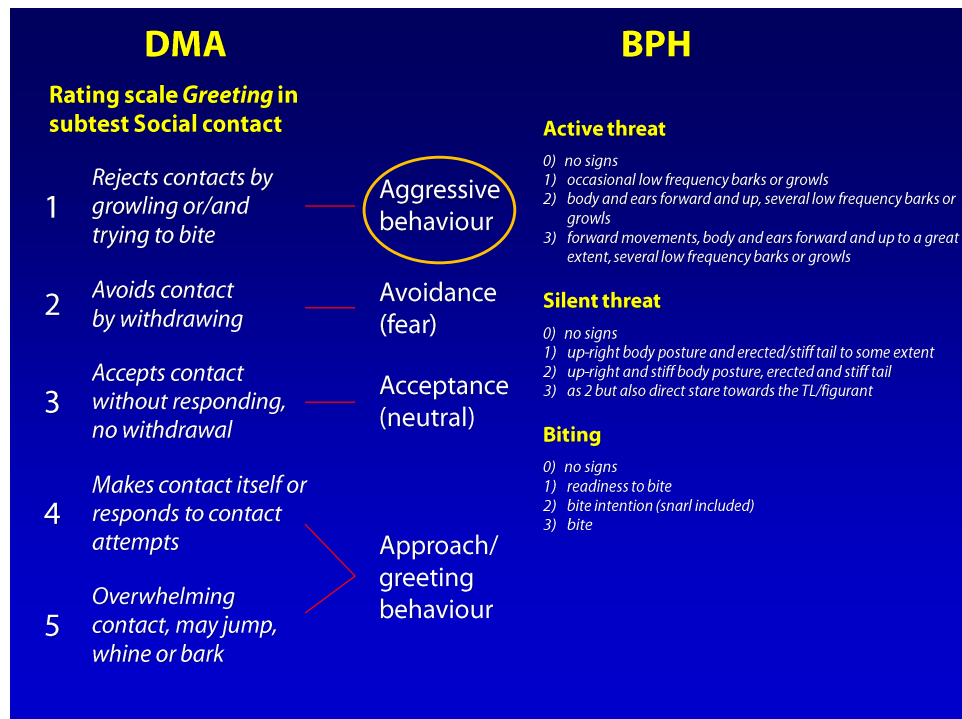 DMA
BPH
Rating scale Greeting in
subtest Social contact
1
Rejects contacts by
growling or/and
trying to bite
Aggressive
behaviour
2
Avoids contact
by withdrawing
Avoidance
(fear)
3
Accepts contact
without responding,
no withdrawal
Acceptance
(neutral)
4
Makes contact itself or
responds to contact
attempts
5
Overwhelming
contact, may jump,
whine or bark
Approach/
greeting
behaviour
Active threat
0) no signs
1) occasional low frequency barks or growls
2) body and ears forward and up, several low frequency barks or
growls
3) forward movements, body and ears forward and up to a great
extent, several low frequency barks or growls
Silent threat
0) no signs
1) up-right body posture and erected/stiff tail to some extent
2) up-right and stiff body posture, erected and stiff tail
3) as 2 but also direct stare towards the TL/figurant
Biting
0) no signs
1) readiness to bite
2) bite intention (snarl included)
3) bite